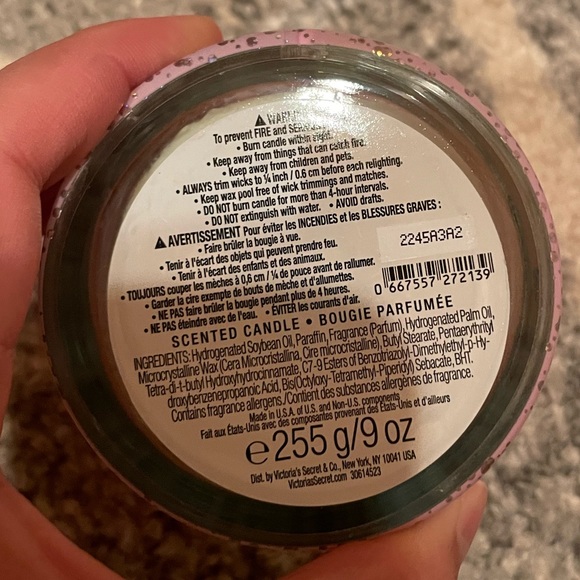 ⚠ WARNI
To prevent FIRE and SERIOUS
• Burn candle within sight.
• Keep away from things that can catch fire.
• Keep away from children and pets.
• ALWAYS trim wicks to ¼ inch / 0.6 cm before each relighting.
• Keep wax pool free of wick trimmings and matches.
• DO NOT burn candle for more than 4-hour intervals.
• DO NOT extinguish with water. • AVOID drafts.
⚠ AVERTISSEMENT Pour éviter les INCENDIES et les BLESSURES GRAVES :
• Faire brûler la bougie à vue.
• Tenir à l'écart des objets qui peuvent prendre feu.
• Tenir à l'écart des enfants et des animaux.
• TOUJOURS couper les mèches à 0,6 cm / ¼ de pouce avant de rallumer.
• Garder la cire exempte de bouts de mèche et d'allumettes.
• NE PAS faire brûler la bougie pendant plus de 4 heures.
• NE PAS éteindre avec de l'eau. • ÉVITER les courants d'air.
2245A3A2
0 667557 272139
SCENTED CANDLE • BOUGIE PARFUMÉE
INGREDIENTS: Hydrogenated Soybean Oil, Paraffin, Fragrance (Parfum), Hydrogenated Palm Oil,
Microcrystalline Wax (Cera Microcristallina, Cire microcristalline), Butyl Stearate, Pentaerythrityl
Tetra-di-t-butyl Hydroxyhydrocinnamate, C7-9 Esters of Benzotriazolyl-Dimethylethyl-p-Hy-
droxybenzenepropanoic Acid, Bis(Octyloxy-Tetramethyl-Piperidyl) Sebacate, BHT.
Contains fragrance allergens./Contient des substances allergènes de fragrance.
Made in U.S.A. of U.S. and Non-U.S. components
Fait aux États-Unis avec des composantes provenant des États-Unis et d'ailleurs
℮ 255 g/9 oz
Dist. by Victoria's Secret & Co., New York, NY 10041 USA
VictoriasSecret.com 30614523